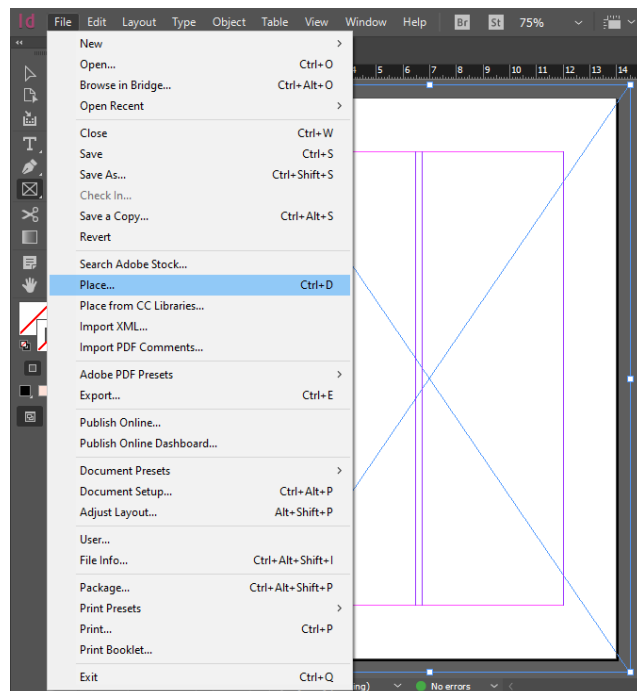 Id File Edit Layout Type Object Table View Window Help Br St 75%
4 5 6 7 8 9 10 11 12 13 14
New
Open... Ctrl+O
Browse in Bridge... Ctrl+Alt+O
Open Recent
Close Ctrl+W
Save Ctrl+S
Save As... Ctrl+Shift+S
Check In...
Save a Copy... Ctrl+Alt+S
Revert
Search Adobe Stock...
Place... Ctrl+D
Place from CC Libraries...
Import XML...
Import PDF Comments...
Adobe PDF Presets
Export... Ctrl+E
Publish Online...
Publish Online Dashboard...
Document Presets
Document Setup... Ctrl+Alt+P
Adjust Layout... Alt+Shift+P
User...
File Info... Ctrl+Alt+Shift+I
Package... Ctrl+Alt+Shift+P
Print Presets
Print... Ctrl+P
Print Booklet...
Exit Ctrl+Q
No errors